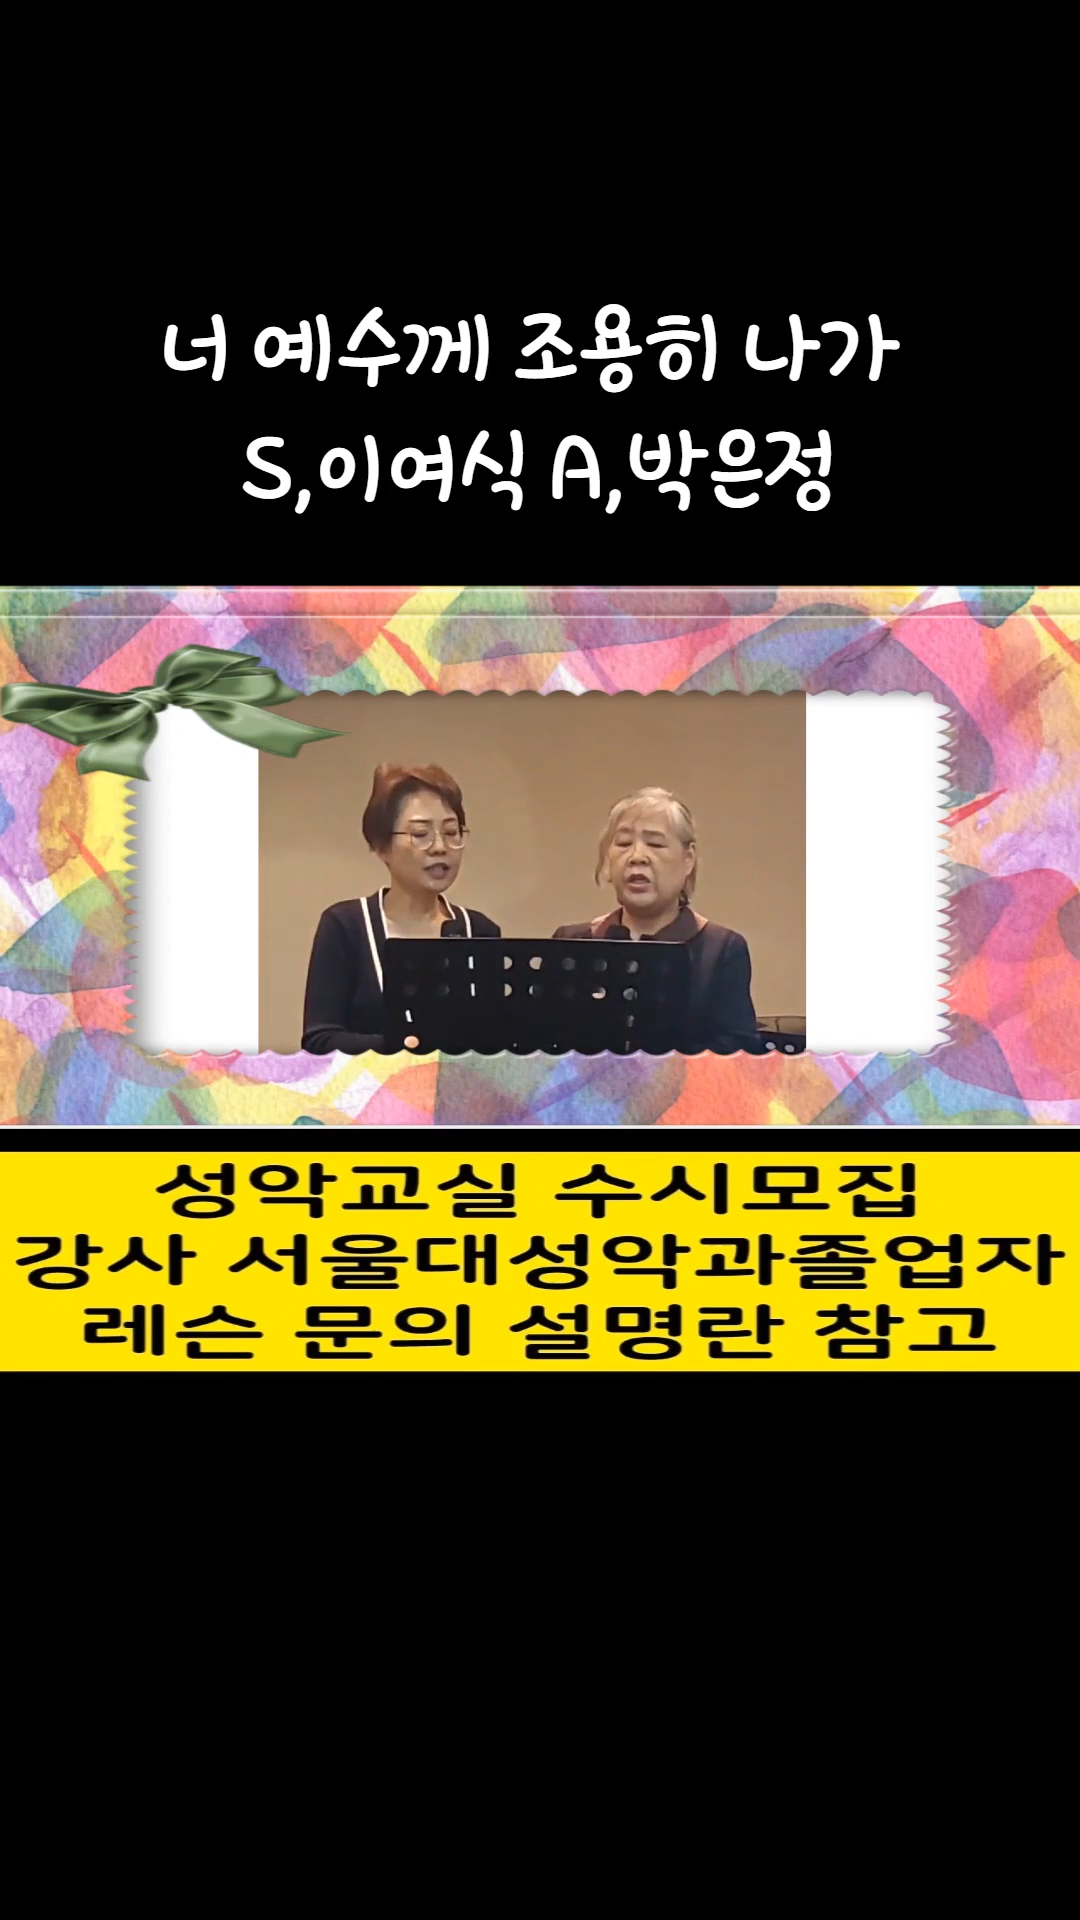 너 예수께 조용히 나가
S,이여식 A,박은정
성악교실 수시모집
강사 서울대성악과졸업자
레슨 문의 설명란 참고